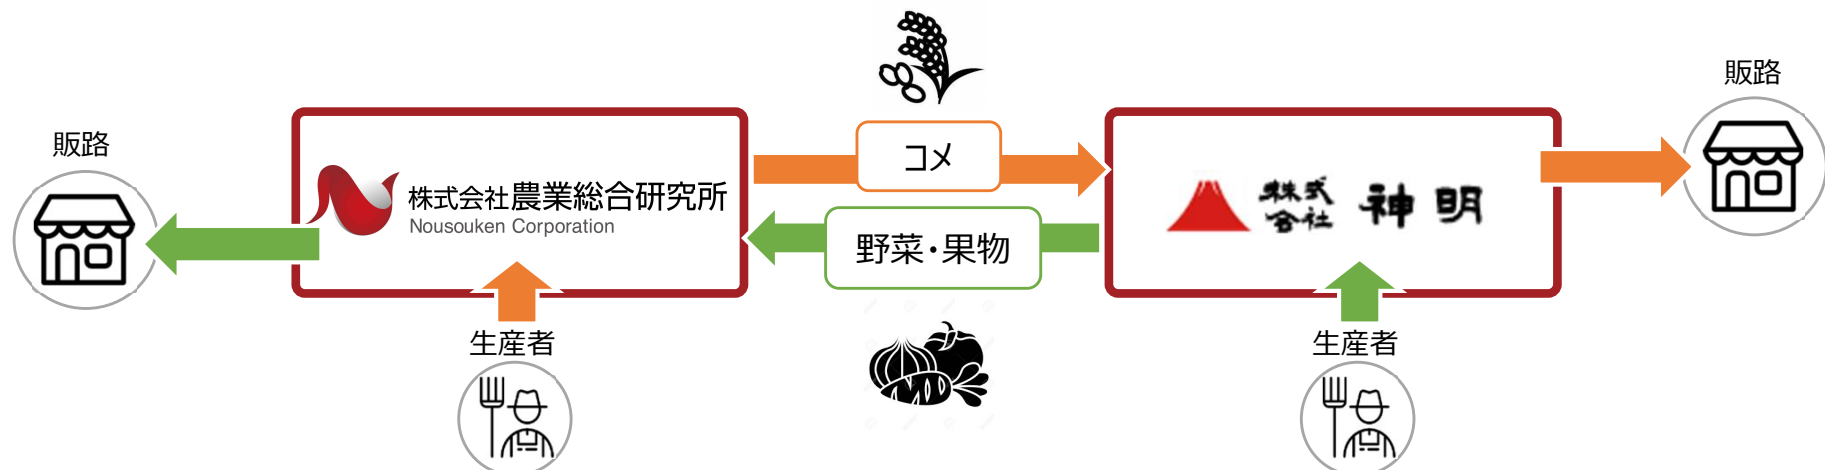 販路
コメ
販路
株式会社農業総合研究所
Nousouken Corporation
株式会社 神明
野菜・果物
生産者
生産者